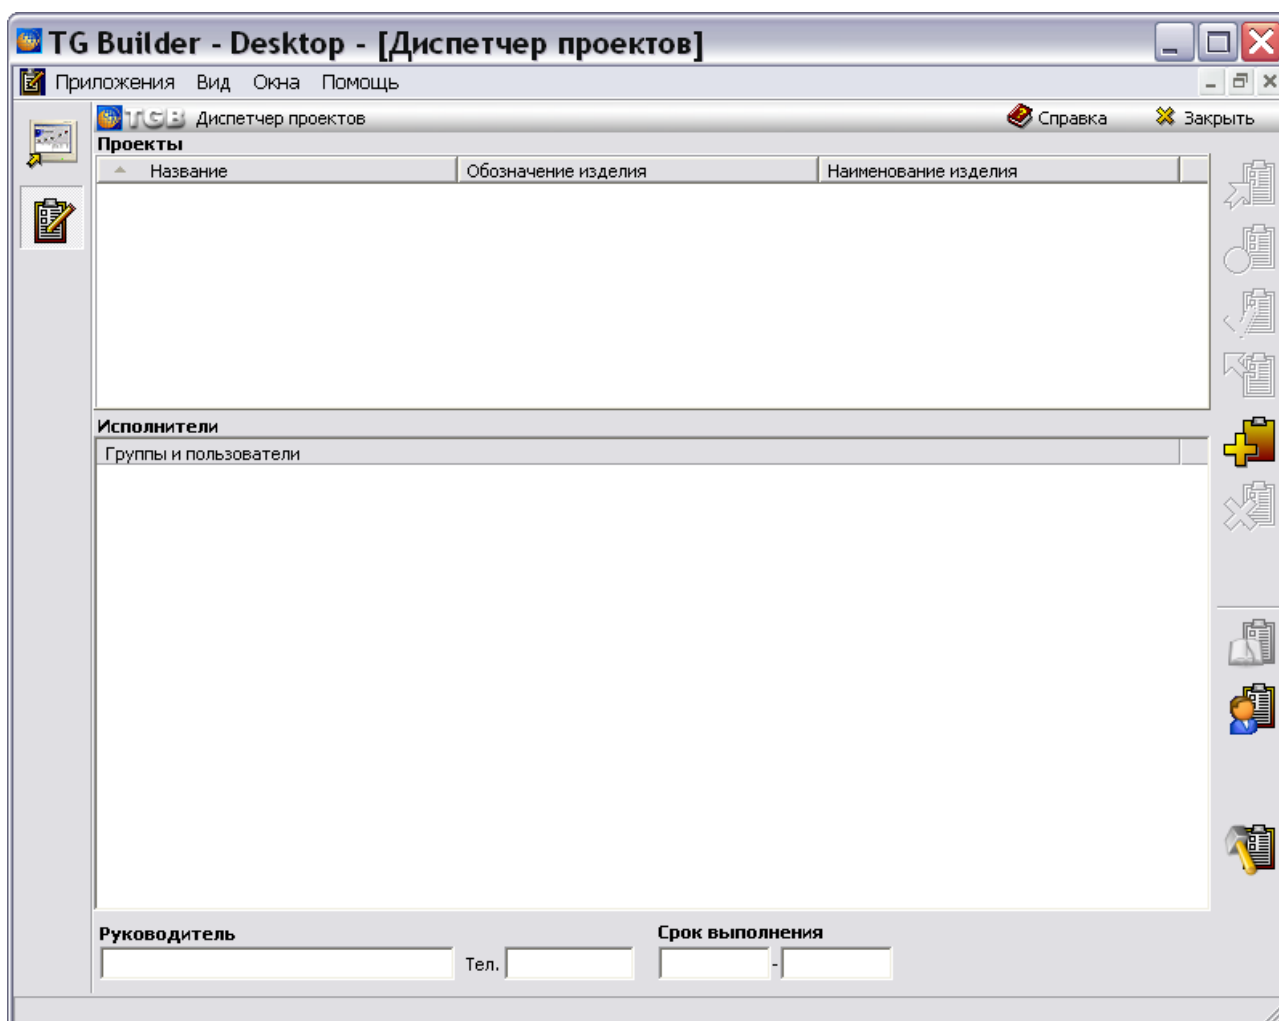 TG Builder - Desktop - [Диспетчер проектов]
Приложения Вид Окна Помощь
TGB Диспетчер проектов Справка Закрыть
Проекты
Название Обозначение изделия Наименование изделия
Исполнители
Группы и пользователи
Руководитель Срок выполнения
Тел. -